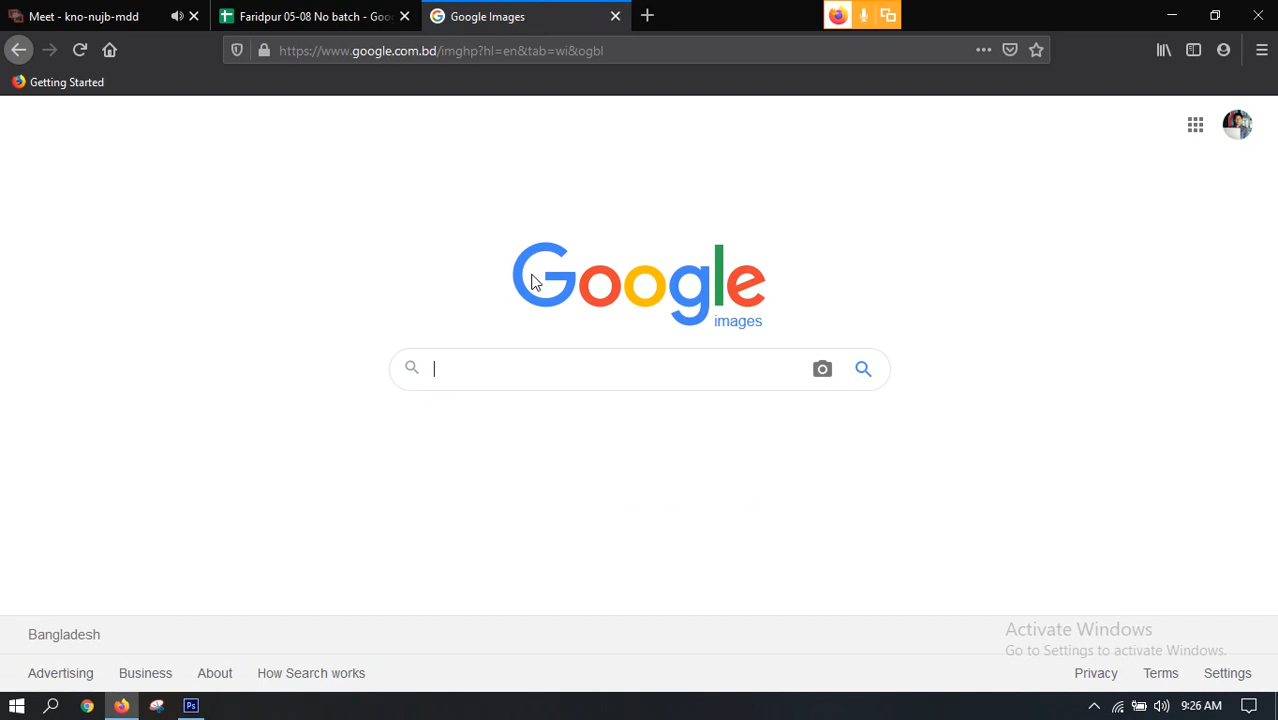 Meet - kno-nujb-mdd
Faridpur 05-08 No batch - Goo
Google Images
https://www.google.com.bd/imghp?hl=en&tab=wi&ogbl
Getting Started
Google
images
Bangladesh
Activate Windows
Go to Settings to activate Windows.
Advertising Business About How Search works Privacy Terms Settings
Ps
9:26 AM